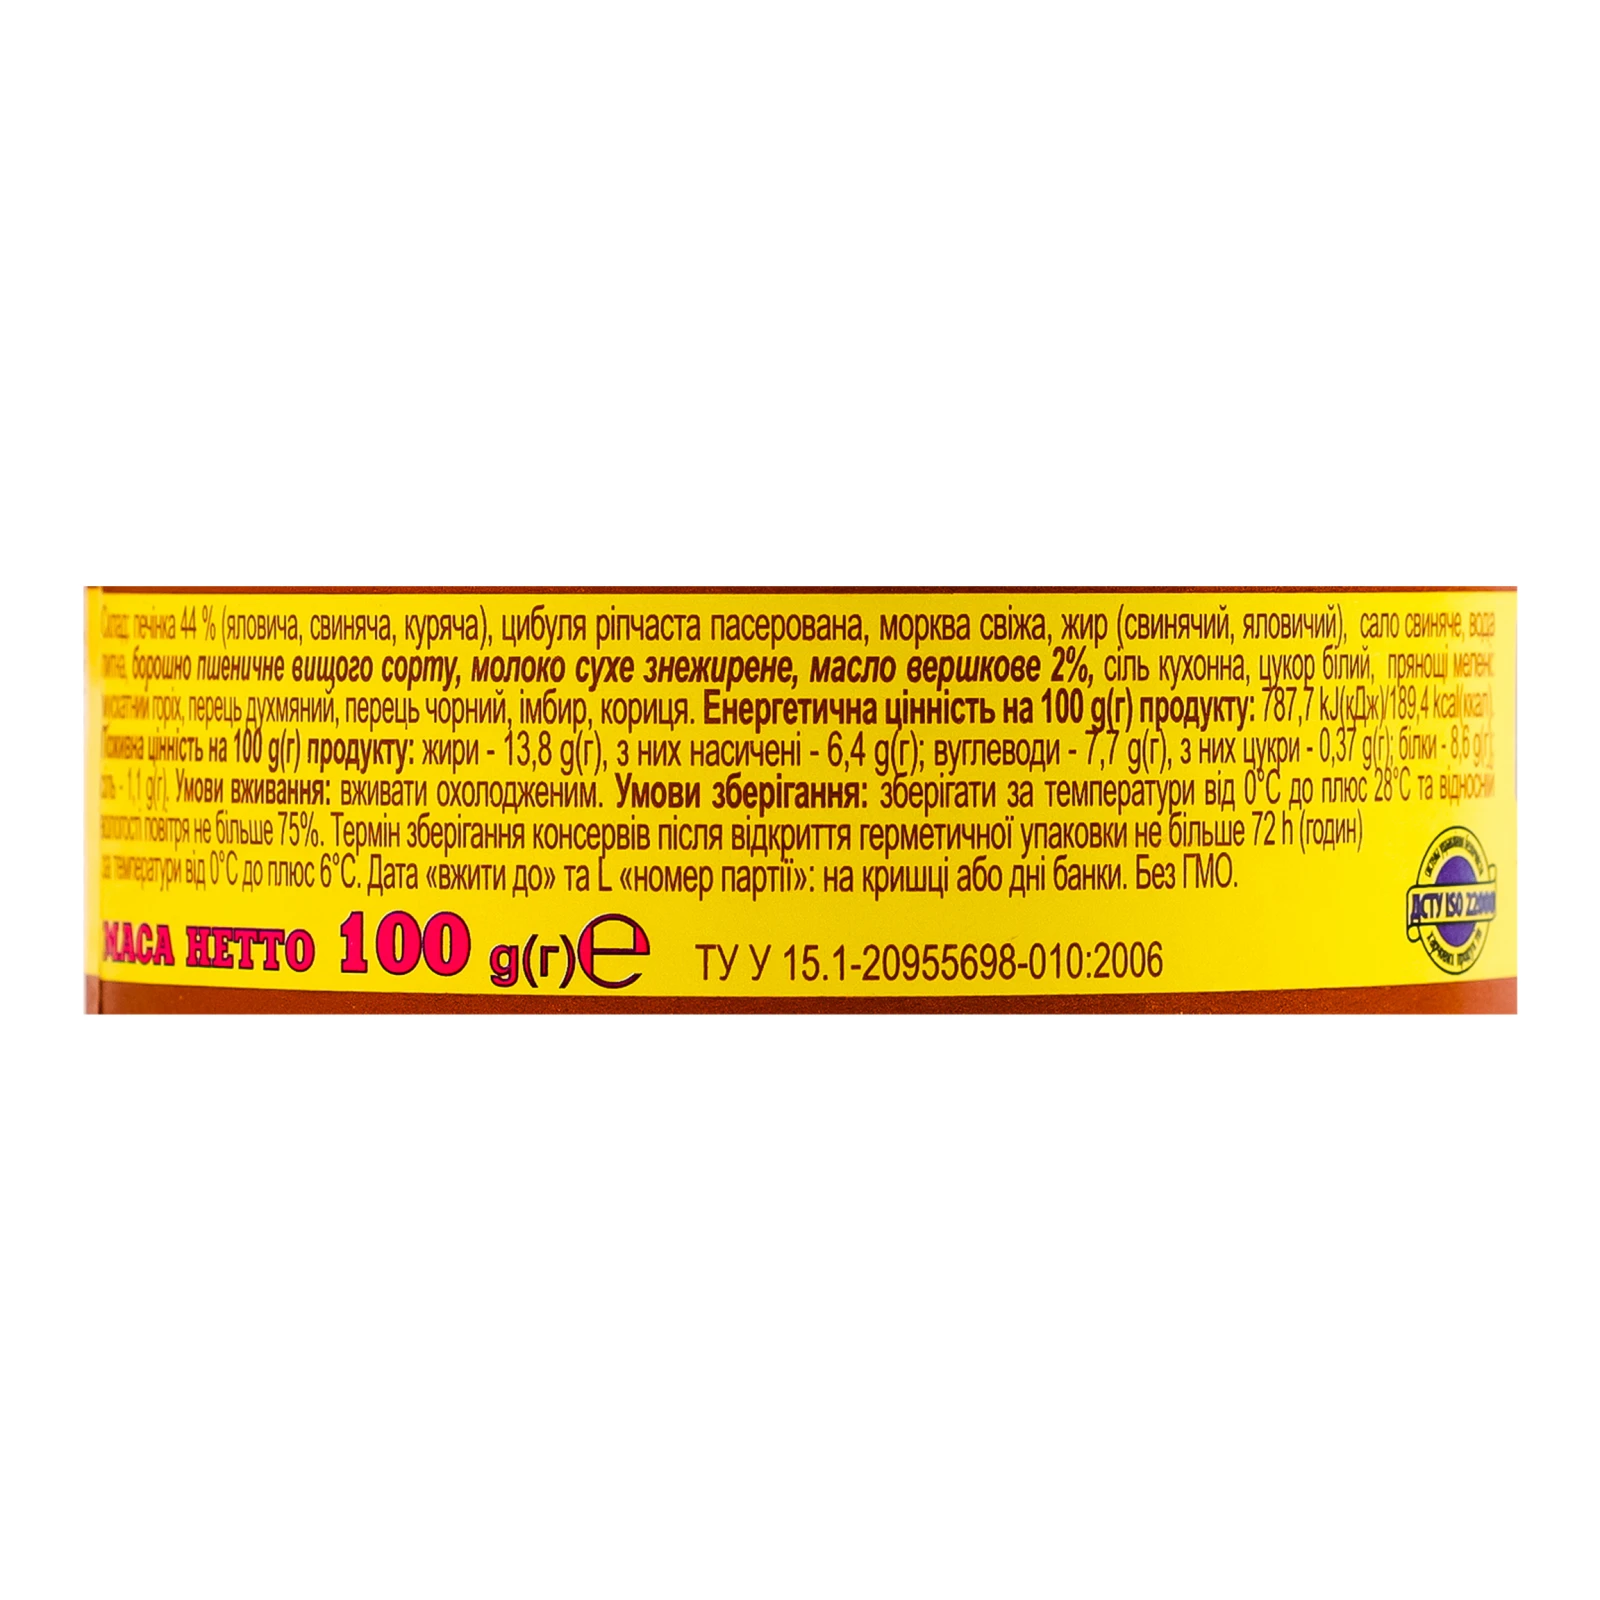 Склад: печінка 44 % (яловича, свиняча, куряча), цибуля ріпчаста пасерована, морква свіжа, жир (свинячий, яловичий), сало свиняче, вода
питна, борошно пшеничне вищого сорту, молоко сухе знежирене, масло вершкове 2%, сіль кухонна, цукор білий, прянощі мелені:
мускатний горіх, перець духмяний, перець чорний, імбир, кориця. Енергетична цінність на 100 g(г) продукту: 787,7 kJ(кДж)/189,4 kcal(ккал).
Поживна цінність на 100 g(г) продукту: жири - 13,8 g(г), з них насичені - 6,4 g(г); вуглеводи - 7,7 g(г), з них цукри - 0,37 g(г); білки - 8,6 g(г);
сіль - 1,1 g(г). Умови вживання: вживати охолодженим. Умови зберігання: зберігати за температури від 0°С до плюс 28°С та відносній
вологості повітря не більше 75%. Термін зберігання консервів після відкриття герметичної упаковки не більше 72 h (годин)
за температури від 0°С до плюс 6°С. Дата «вжити до» та L «номер партії»: на кришці або дні банки. Без ГМО.
МАСА НЕТТО 100 g(г) e ТУ У 15.1-20955698-010:2006
ДСТУ ISO 22000